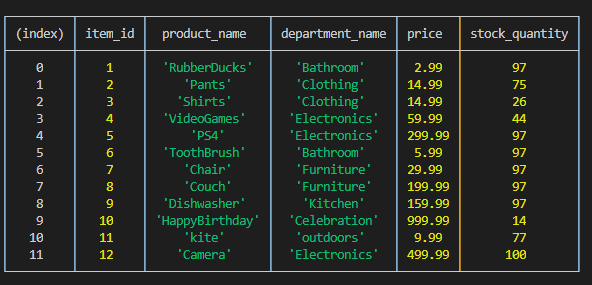 (index) item_id product_name department_name price stock_quantity
0 1 'RubberDucks' 'Bathroom' 2.99 97
1 2 'Pants' 'Clothing' 14.99 75
2 3 'Shirts' 'Clothing' 14.99 26
3 4 'VideoGames' 'Electronics' 59.99 44
4 5 'PS4' 'Electronics' 299.99 97
5 6 'ToothBrush' 'Bathroom' 5.99 97
6 7 'Chair' 'Furniture' 29.99 97
7 8 'Couch' 'Furniture' 199.99 97
8 9 'Dishwasher' 'Kitchen' 159.99 97
9 10 'HappyBirthday' 'Celebration' 999.99 14
10 11 'kite' 'outdoors' 9.99 77
11 12 'Camera' 'Electronics' 499.99 100